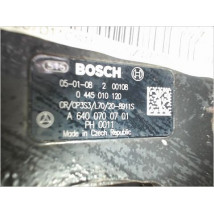 BOSCH
05-01-08 2 00108
0 445 010 120
CR/CP3S3/L70/20-8911S
A 640 070 07 01
PH 0011
Made in Czech Republic